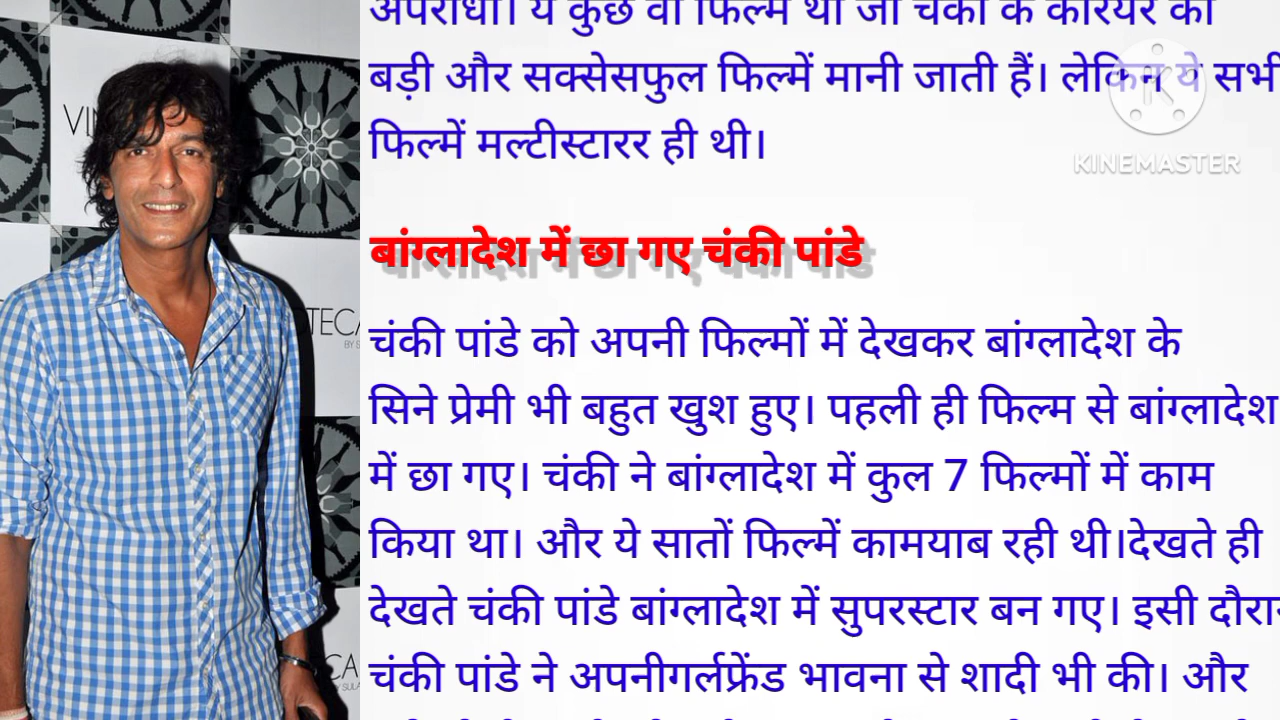 अपराधी। ये कुछ वो फिल्में थी जो चंकी के करियर की
बड़ी और सक्सेसफुल फिल्में मानी जाती हैं। लेकिन ये सभी
फिल्में मल्टीस्टारर ही थी।
KINEMASTER
बांग्लादेश में छा गए चंकी पांडे
चंकी पांडे को अपनी फिल्मों में देखकर बांग्लादेश के
सिने प्रेमी भी बहुत खुश हुए। पहली ही फिल्म से बांग्लादेश
में छा गए। चंकी ने बांग्लादेश में कुल 7 फिल्मों में काम
किया था। और ये सातों फिल्में कामयाब रही थी।देखते ही
देखते चंकी पांडे बांग्लादेश में सुपरस्टार बन गए। इसी दौरान
चंकी पांडे ने अपनीगर्लफ्रेंड भावना से शादी भी की। और